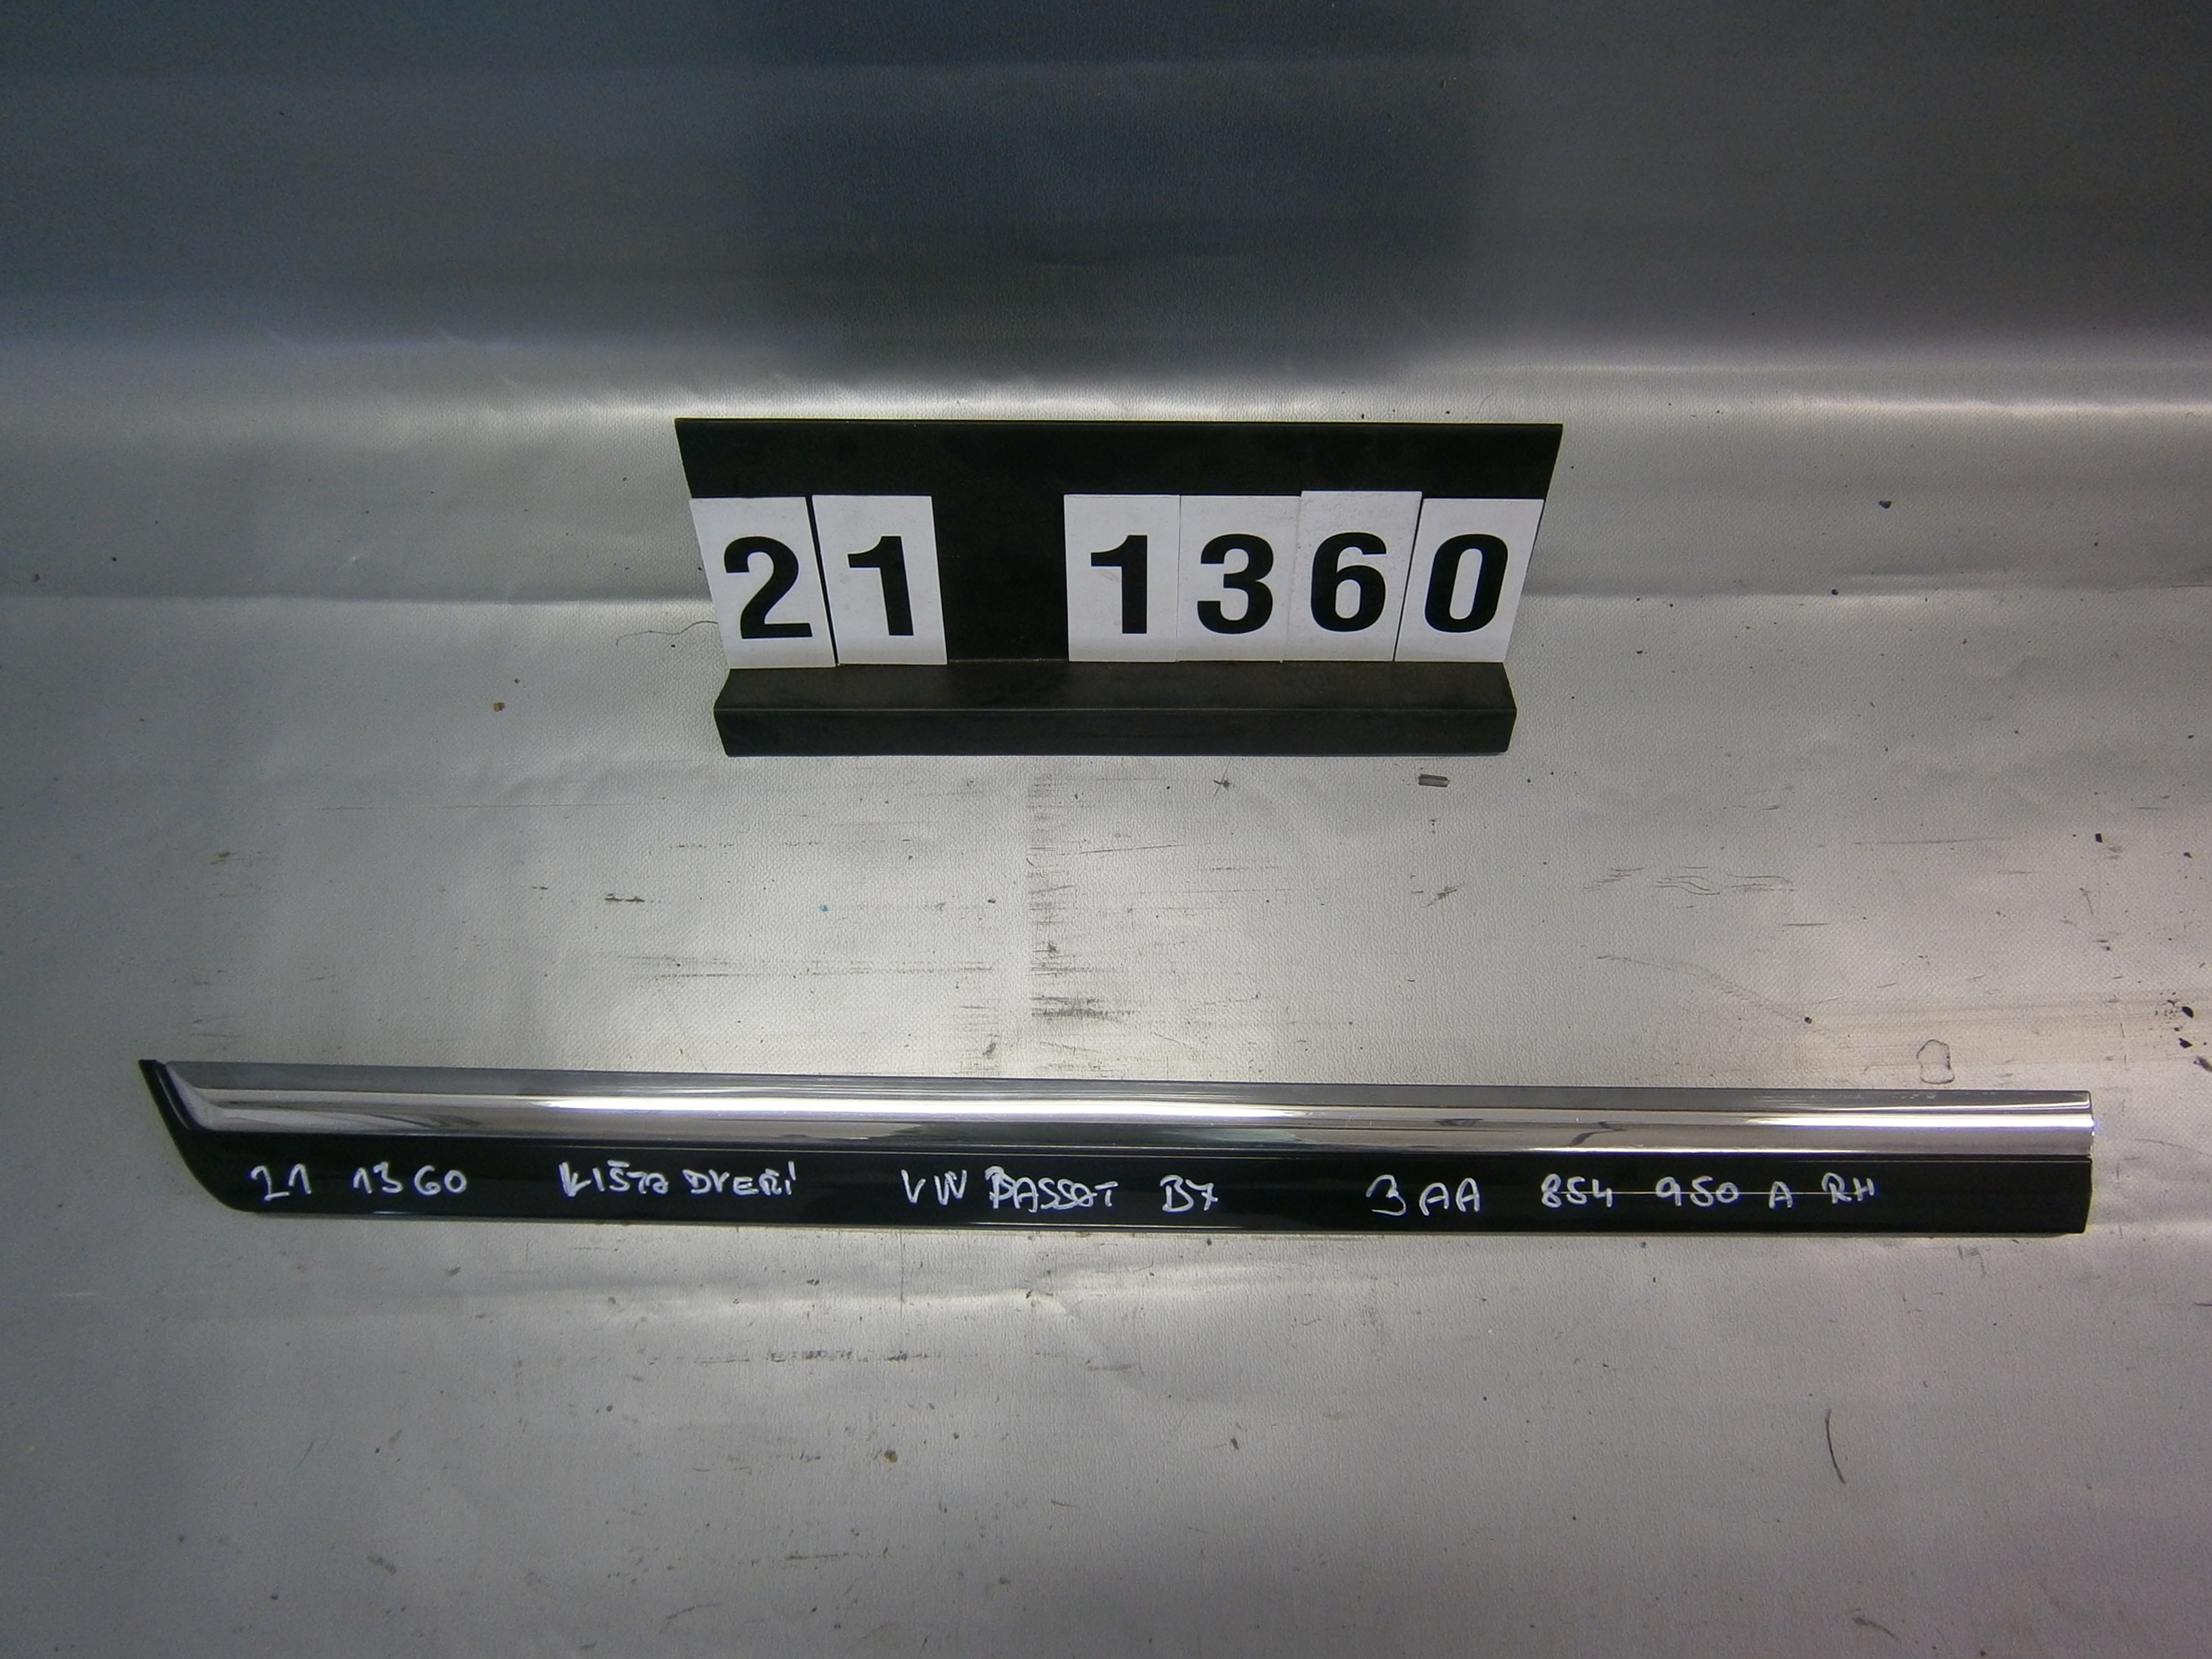 21 1360
21 1360 LIŠTA DVEŘÍ VW PASSAT B7 3AA 854 950 A RH